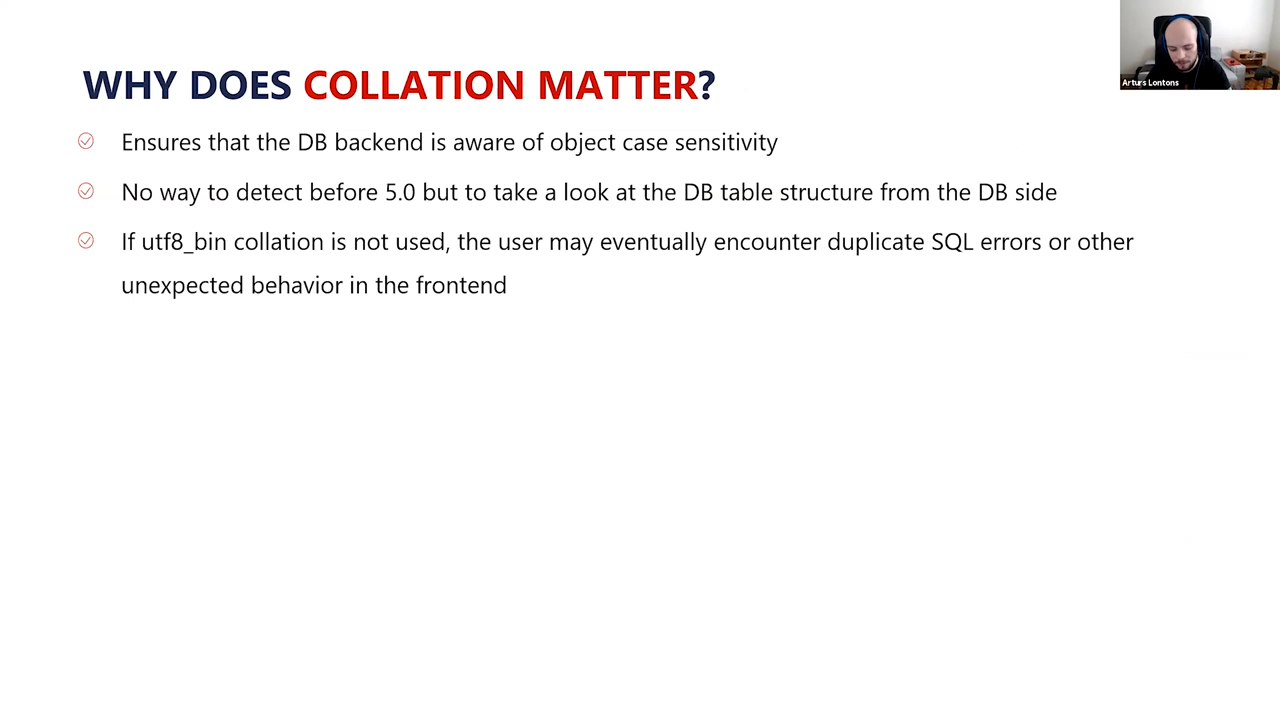 WHY DOES COLLATION MATTER?
Ensures that the DB backend is aware of object case sensitivity
No way to detect before 5.0 but to take a look at the DB table structure from the DB side
If utf8_bin collation is not used, the user may eventually encounter duplicate SQL errors or other
unexpected behavior in the frontend
Arturs Lontons